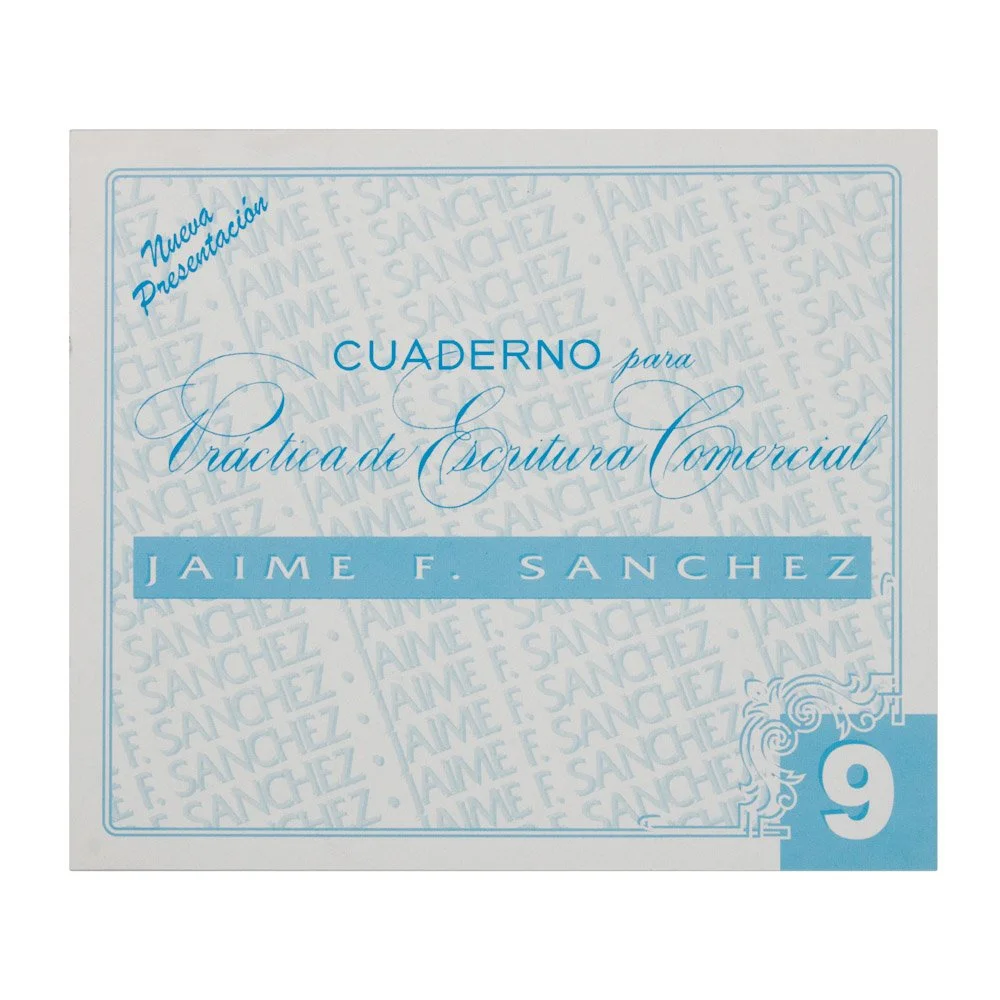 Nueva
Presentación
CUADERNO para
Práctica de Escritura Comercial
JAIME F. SANCHEZ
9